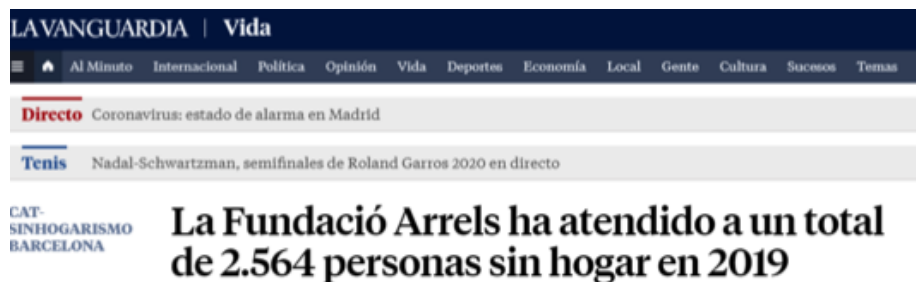 LA VANGUARDIA | Vida
Al Minuto Internacional Política Opinión Vida Deportes Economía Local Gente Cultura Sucesos Temas
Directo Coronavirus: estado de alarma en Madrid
Tenis Nadal-Schwartzman, semifinales de Roland Garros 2020 en directo
CAT-
SINHOGARISMO
BARCELONA
La Fundació Arrels ha atendido a un total
de 2.564 personas sin hogar en 2019